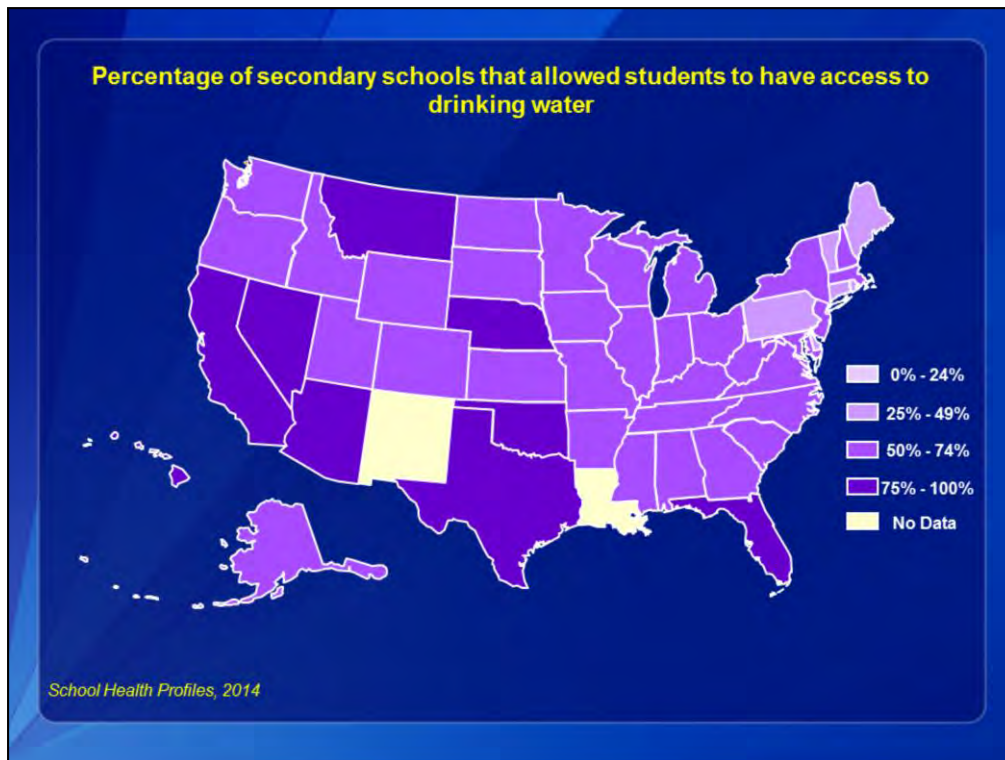 Percentage of secondary schools that allowed students to have access to
drinking water
0% - 24%
25% - 49%
50% - 74%
75% - 100%
No Data
School Health Profiles, 2014